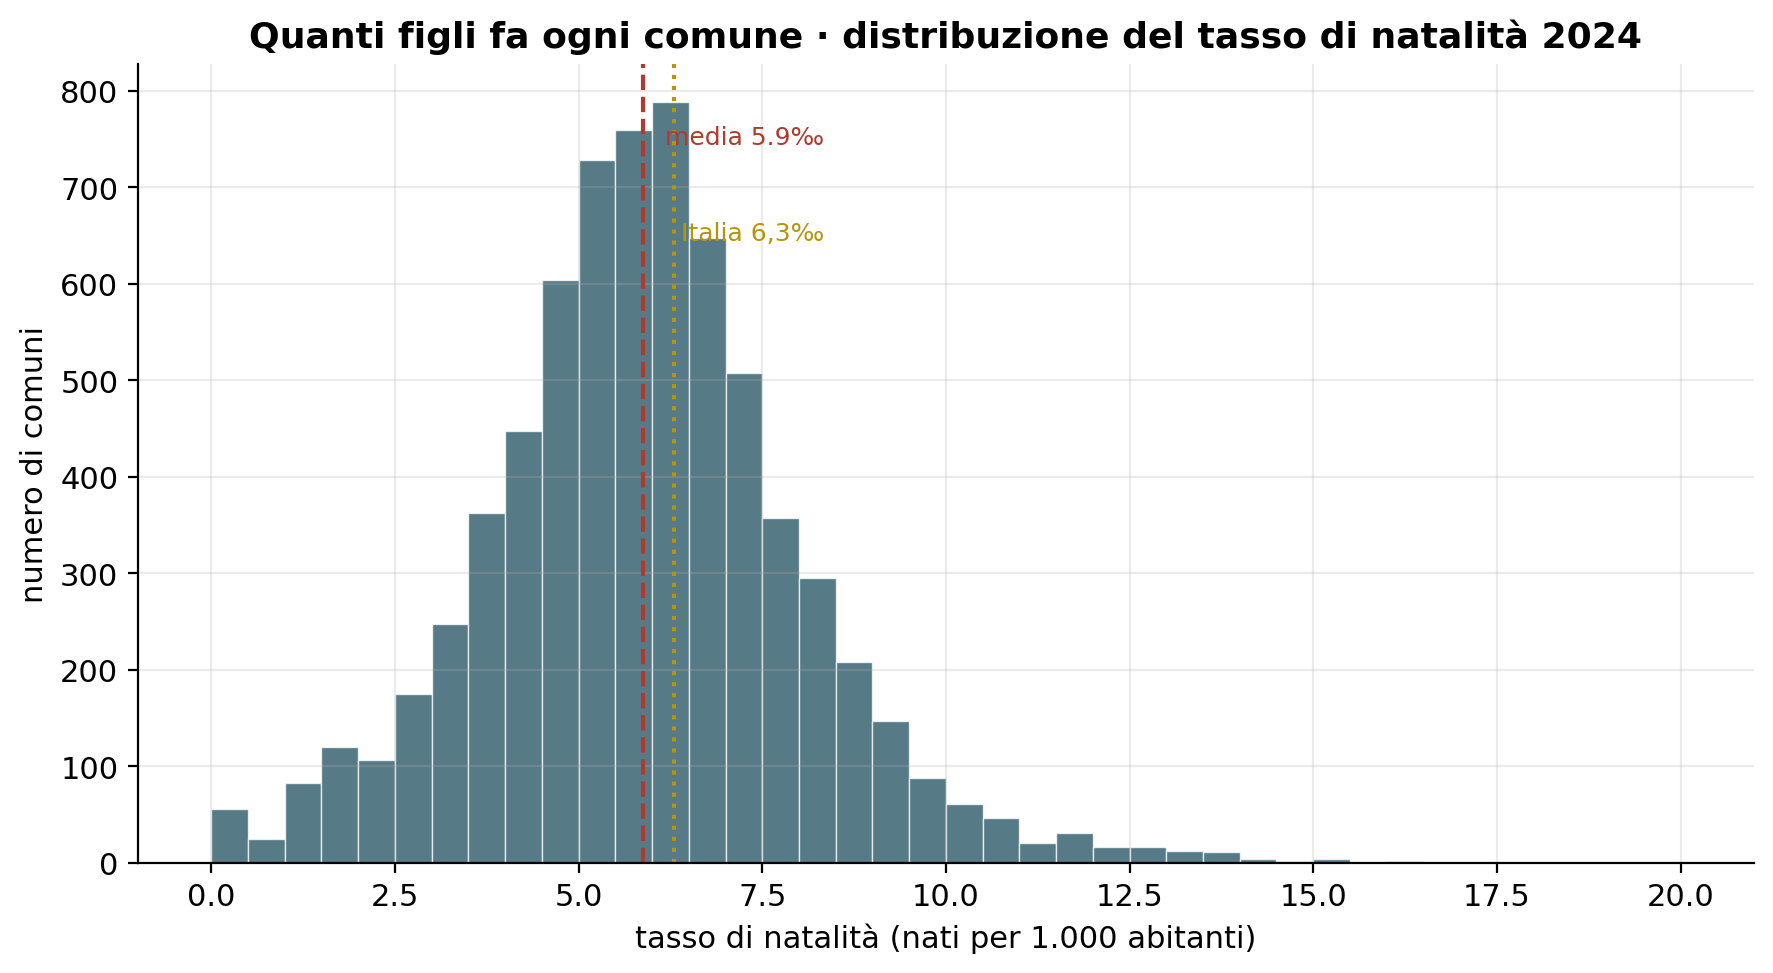 Quanti figli fa ogni comune · distribuzione del tasso di natalità 2024
800
700
600
500
400
300
200
100
0
numero di comuni
media 5.9‰
Italia 6,3‰
0.0 2.5 5.0 7.5 10.0 12.5 15.0 17.5 20.0
tasso di natalità (nati per 1.000 abitanti)